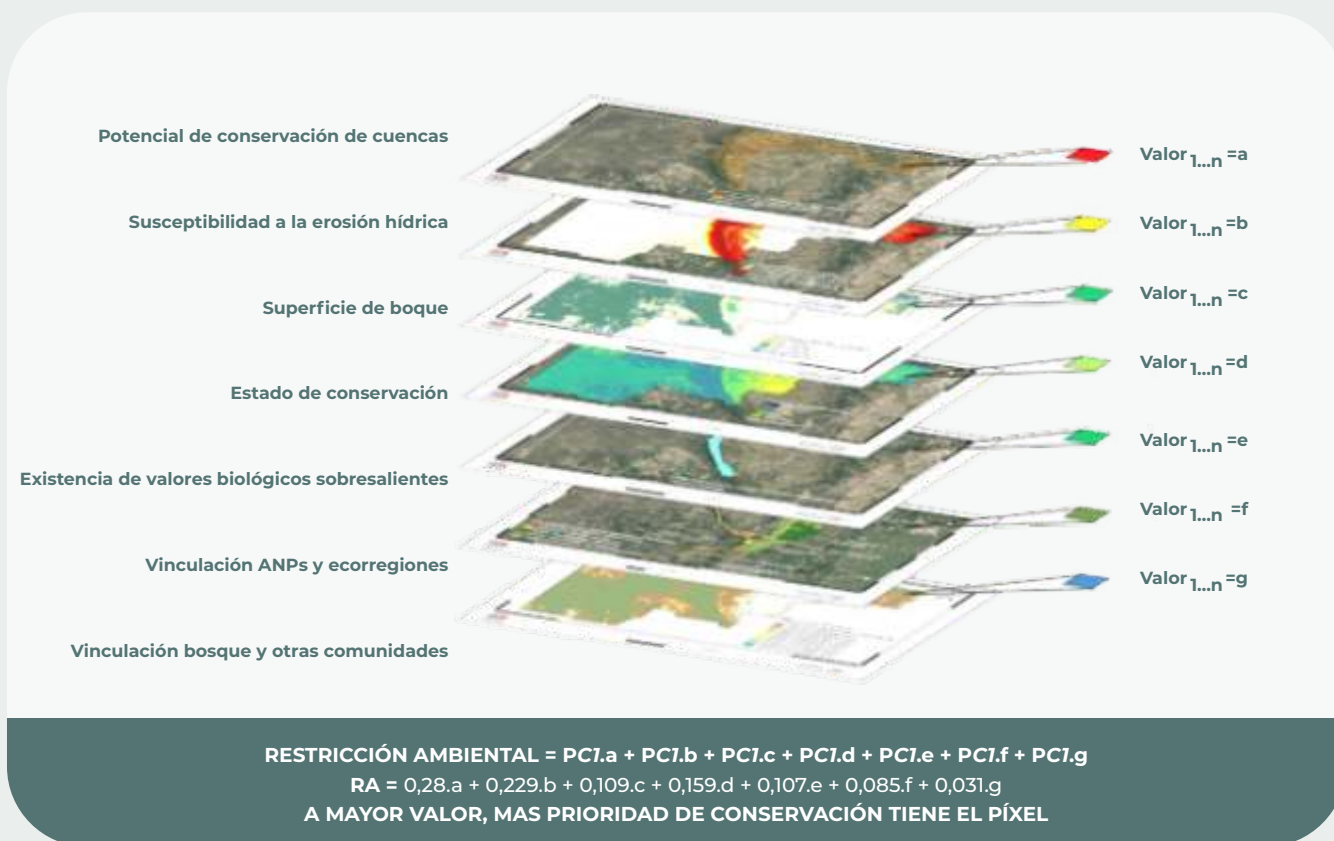 Potencial de conservación de cuencas
Valor 1...n =a
Susceptibilidad a la erosión hídrica
Valor 1...n =b
Superficie de boque
Valor 1...n =c
Estado de conservación
Valor 1...n =d
Existencia de valores biológicos sobresalientes
Valor 1...n =e
Vinculación ANPs y ecorregiones
Valor 1...n =f
Vinculación bosque y otras comunidades
Valor 1...n =g
RESTRICCIÓN AMBIENTAL = PC1.a + PC1.b + PC1.c + PC1.d + PC1.e + PC1.f + PC1.g
RA = 0,28.a + 0,229.b + 0,109.c + 0,159.d + 0,107.e + 0,085.f + 0,031.g
A MAYOR VALOR, MAS PRIORIDAD DE CONSERVACIÓN TIENE EL PÍXEL